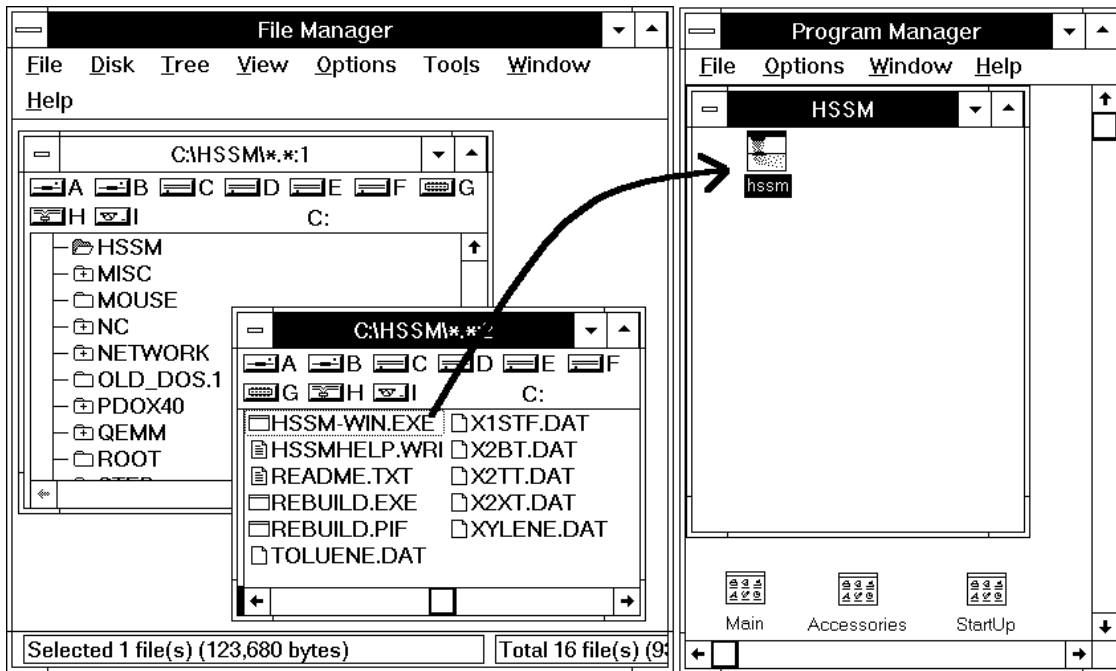 File Manager
File Disk Tree View Options Tools Window
Help
C:\HSSM\*.*:1
A B C D E F G
H I C:
HSSM
MISC
MOUSE
NC
NETWORK
OLD_DOS.1
PDOX40
QEMM
ROOT
C:\HSSM\*.*:2
A B C D E F
G H I C:
HSSM-WIN.EXE X1STF.DAT
HSSMHELP.WRI X2BT.DAT
README.TXT X2TT.DAT
REBUILD.EXE X2XT.DAT
REBUILD.PIF XYLENE.DAT
TOLUENE.DAT
Selected 1 file(s) (123,680 bytes) Total 16 file(s) (93
Program Manager
File Options Window Help
HSSM
hssm
Main Accessories StartUp